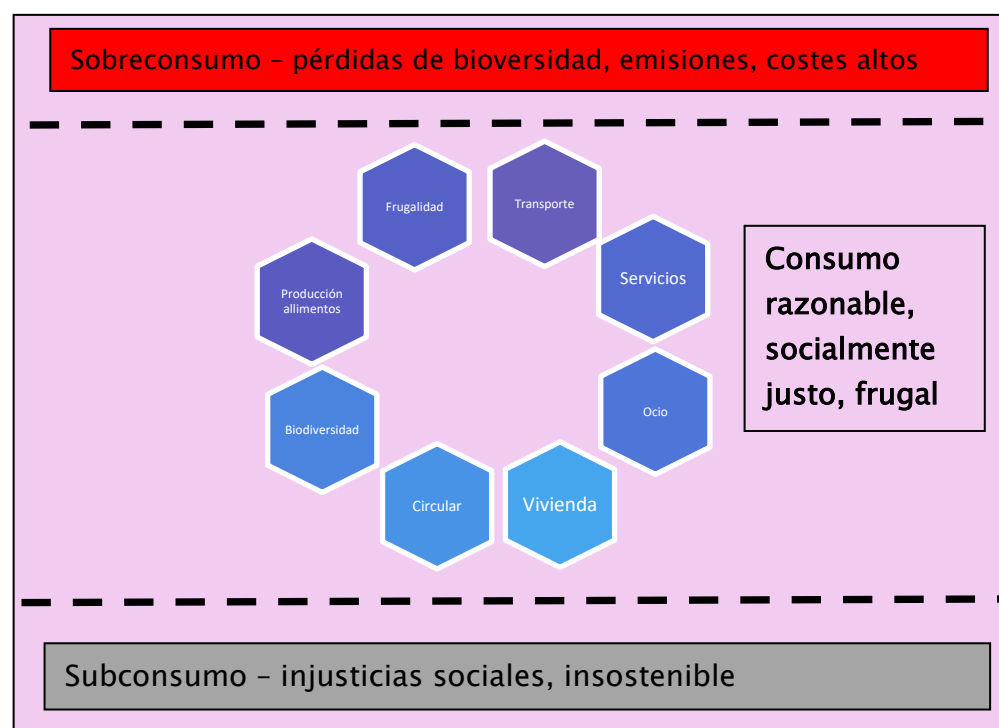 Sobreconsumo – pérdidas de bioversidad, emisiones, costes altos
Frugalidad
Transporte
Servicios
Producción
allimentos
Consumo
razonable,
socialmente
justo, frugal
Biodiversidad
Ocio
Circular
Vivienda
Subconsumo – injusticias sociales, insostenible